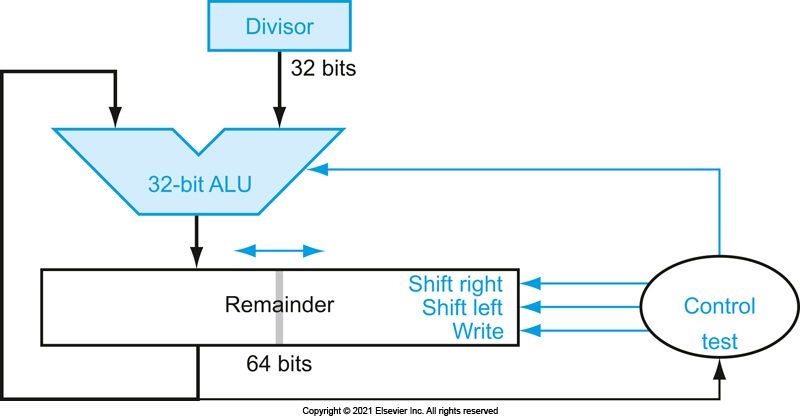 Divisor
32 bits
32-bit ALU
Remainder
Shift right
Shift left
Write
64 bits
Control
test
Copyright © 2021 Elsevier Inc. All rights reserved